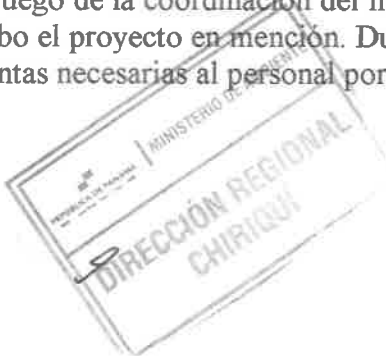 uego de la coordinación del
bo el proyecto en mención. Du
ntas necesarias al personal por
REPÚBLICA DE PANAMÁ
MINISTERIO DE AMBIENTE
DIRECCIÓN REGIONAL
CHIRIQUÍ